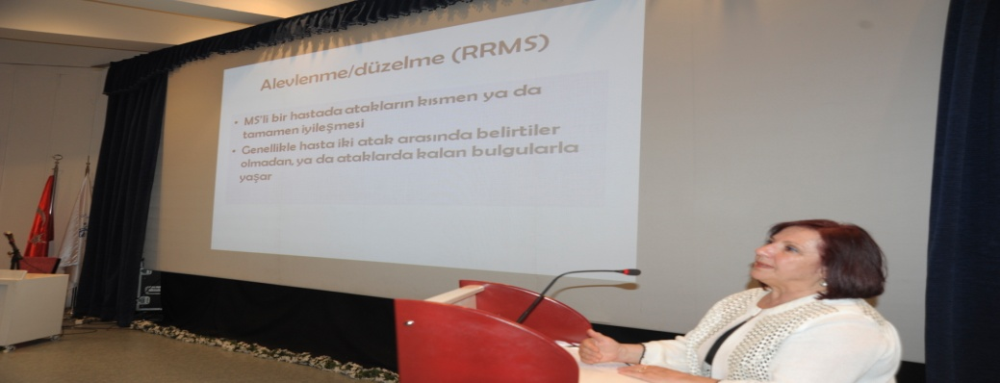 Alevlenme/düzelme (RRMS)
• MS'li bir hastada atakların kısmen ya da
tamamen iyileşmesi
• Genellikle hasta iki atak arasında belirtiler
olmadan, ya da ataklarda kalan bulgularla
yaşar